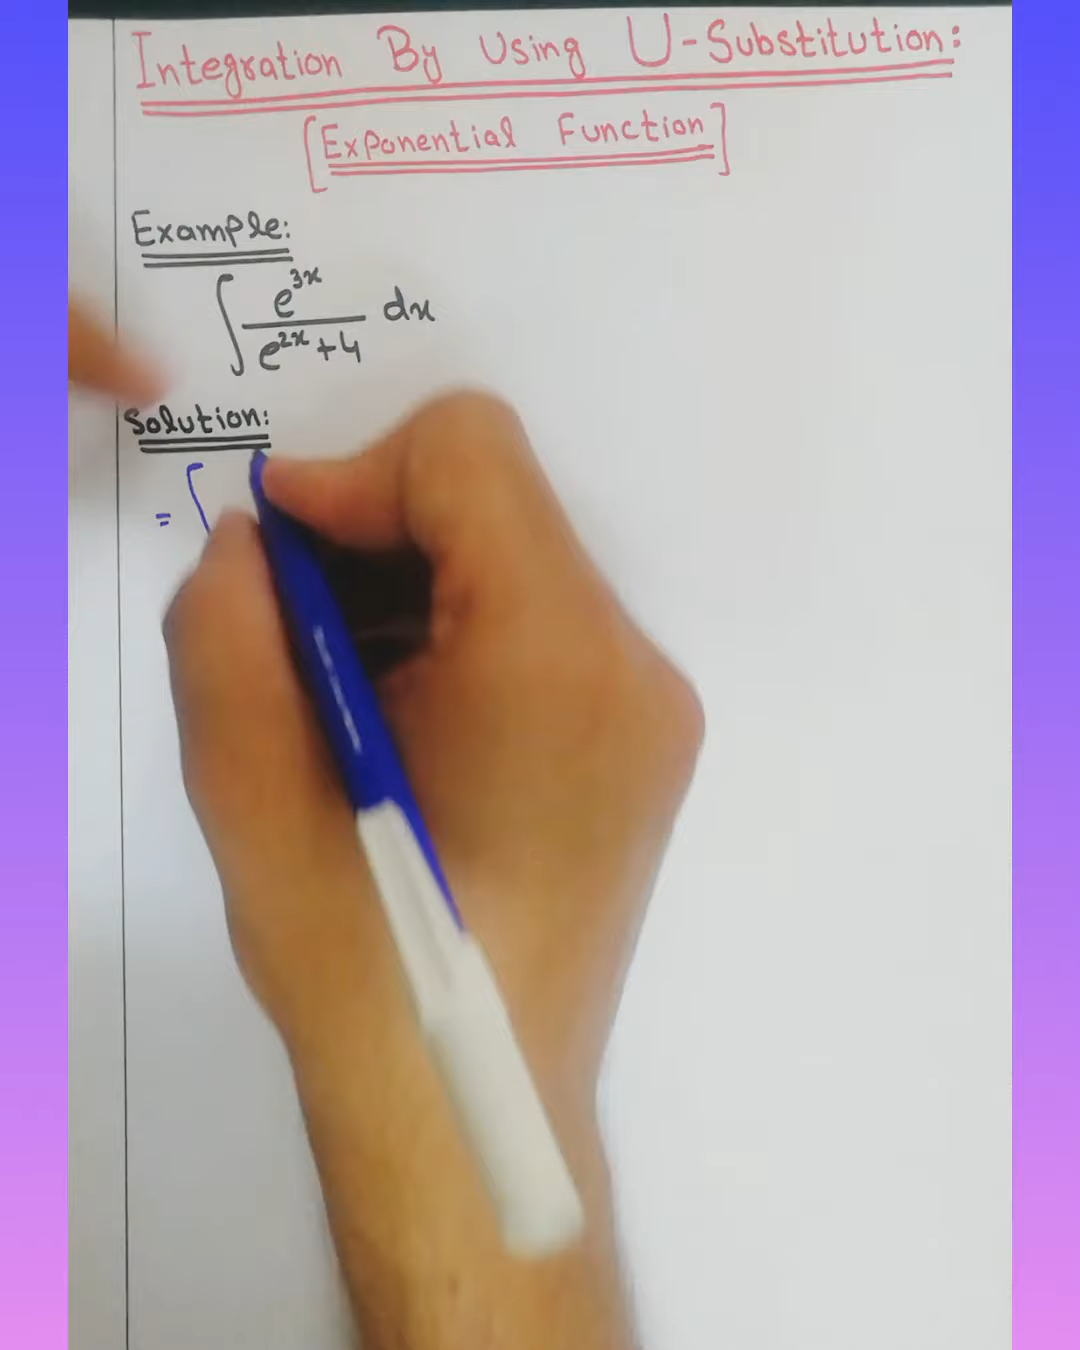 Integration By Using U-Substitution:
[Exponential Function]
Example:
∫ e^{3x}/(e^{2x}+4) dx
Solution:
= ∫